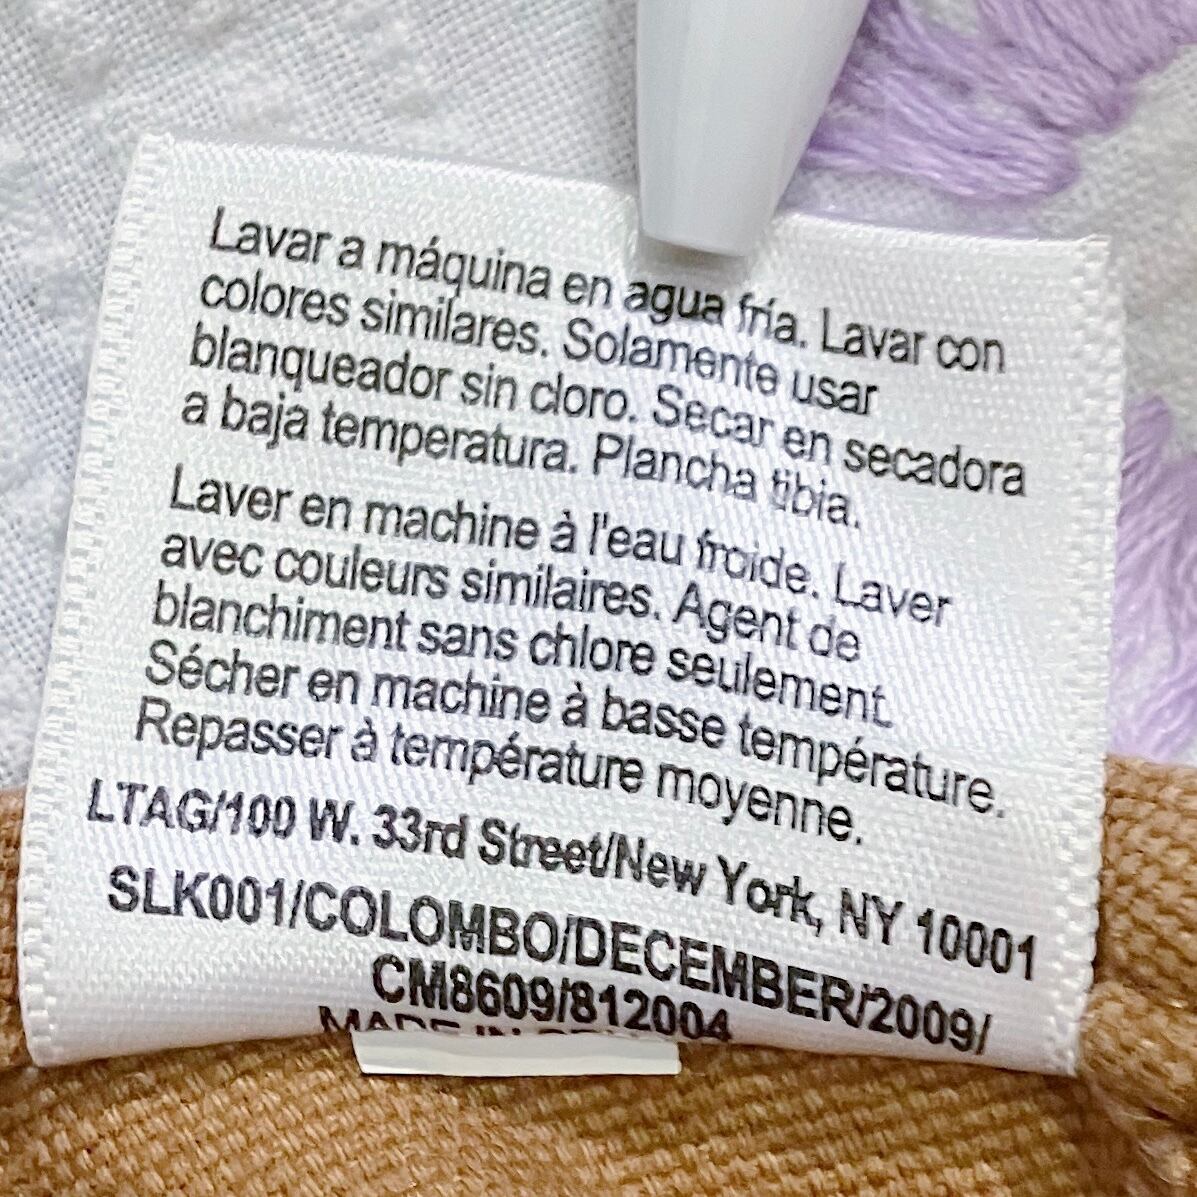 Lavar a máquina en agua fría. Lavar con
colores similares. Solamente usar
blanqueador sin cloro. Secar en secadora
a baja temperatura. Plancha tibia.
Laver en machine à l'eau froide. Laver
avec couleurs similaires. Agent de
blanchiment sans chlore seulement.
Sécher en machine à basse température.
Repasser à température moyenne.
LTAG/100 W. 33rd Street/New York, NY 10001
SLK001/COLOMBO/DECEMBER/2009/
CM8609/812004
MADE IN